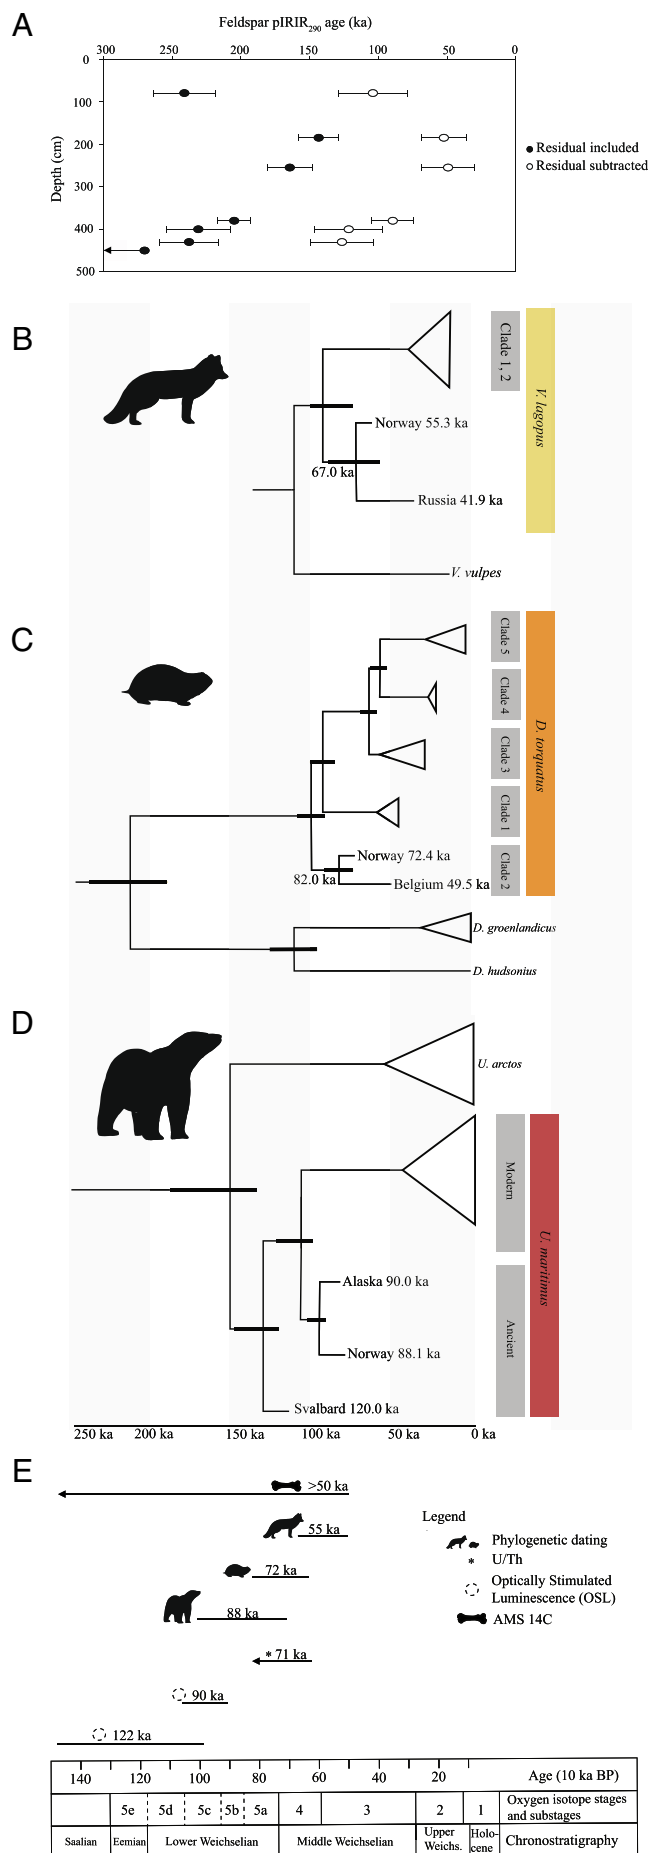 A
Feldspar pIRIR290 age (ka)
300 250 200 150 100 50 0
0
100
200
300
400
500
Depth (cm)
Residual included
Residual subtracted
B
Clade 1, 2
V. lagopus
Norway 55.3 ka
67.0 ka
Russia 41.9 ka
V. vulpes
C
Clade 5
Clade 4
D. torquatus
Clade 3
Clade 1
Norway 72.4 ka
Clade 2
82.0 ka
Belgium 49.5 ka
D. groenlandicus
D. hudsonius
D
U. arctos
Modern
U. maritimus
Alaska 90.0 ka
Ancient
Norway 88.1 ka
Svalbard 120.0 ka
250 ka 200 ka 150 ka 100 ka 50 ka 0 ka
E
>50 ka
Legend
55 ka
Phylogenetic dating
* U/Th
72 ka
Optically Stimulated
Luminescence (OSL)
88 ka
AMS 14C
* 71 ka
90 ka
122 ka
140 120 100 80 60 40 20 Age (10 ka BP)
5e 5d 5c 5b 5a 4 3 2 1 Oxygen isotope stages
and substages
Saalian Eemian Lower Weichselian Middle Weichselian Upper
Weichs. Holo-
cene Chronostratigraphy